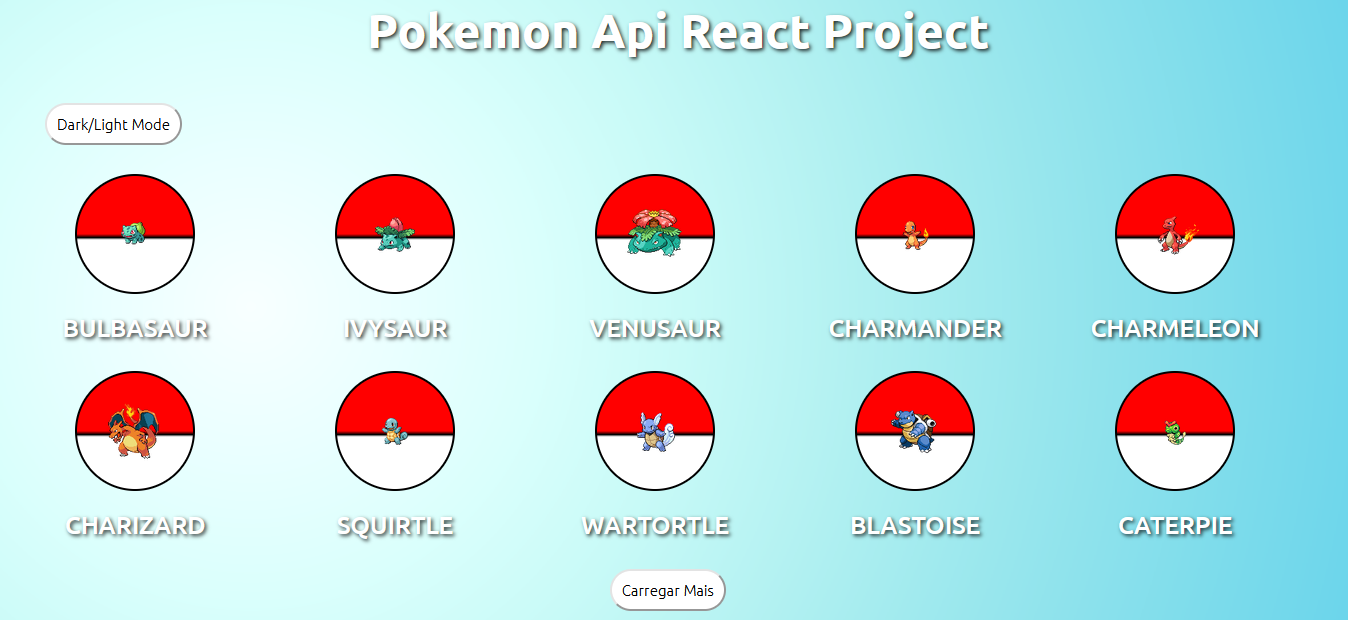 Pokemon Api React Project
Dark/Light Mode
BULBASAUR
IVYSAUR
VENUSAUR
CHARMANDER
CHARMELEON
CHARIZARD
SQUIRTLE
WARTORTLE
BLASTOISE
CATERPIE
Carregar Mais